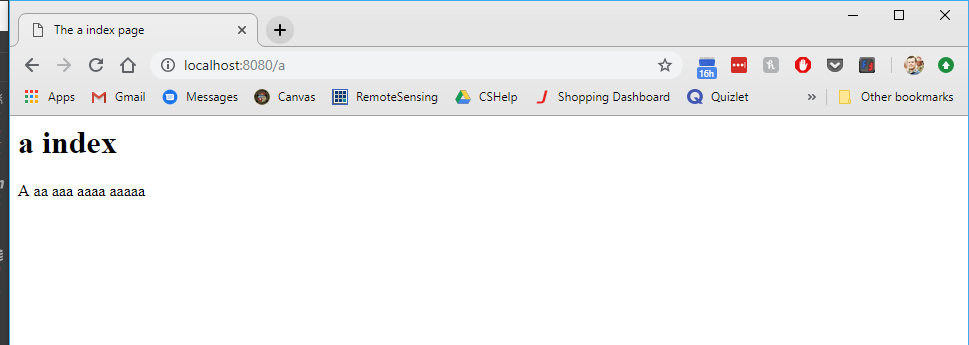 The a index page
localhost:8080/a
16h
Apps Gmail Messages Canvas RemoteSensing CSHelp Shopping Dashboard Quizlet » Other bookmarks
a index
A aa aaa aaaa aaaaa